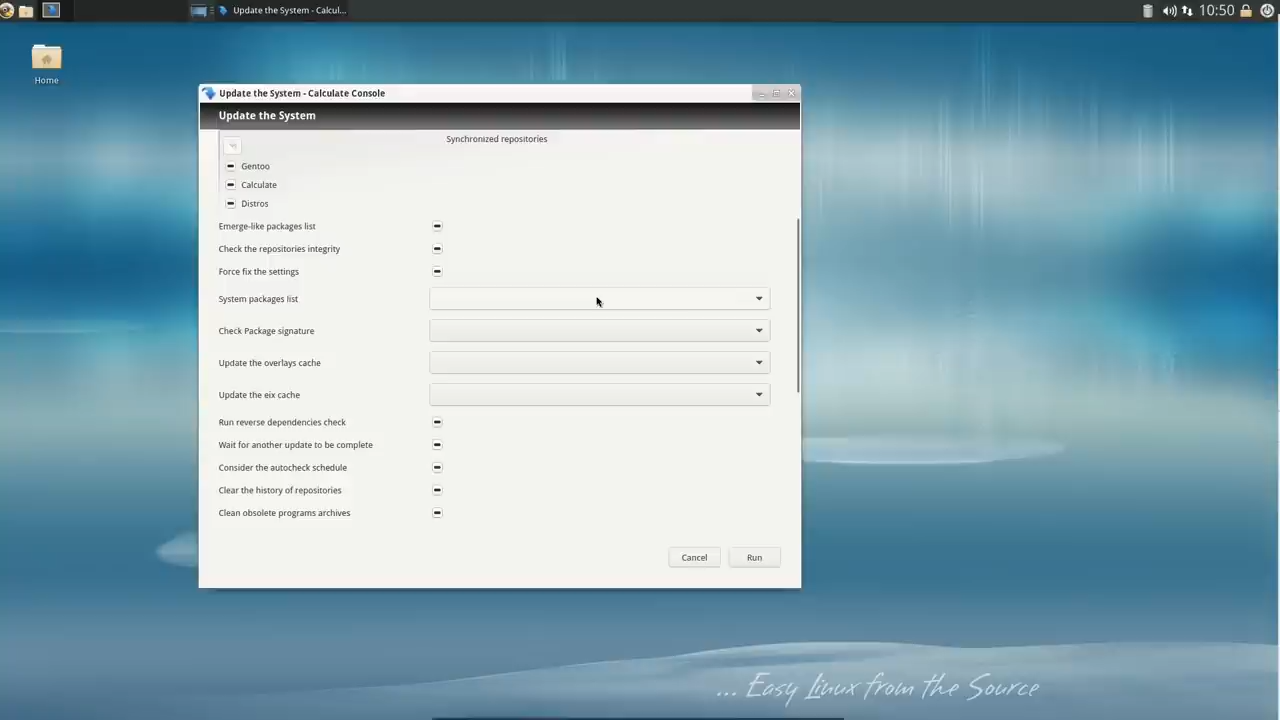 Update the System - Calcul...
10:50
Home
Update the System - Calculate Console
Update the System
Synchronized repositories
Gentoo
Calculate
Distros
Emerge-like packages list
Check the repositories integrity
Force fix the settings
System packages list
Check Package signature
Update the overlays cache
Update the eix cache
Run reverse dependencies check
Wait for another update to be complete
Consider the autocheck schedule
Clear the history of repositories
Clean obsolete programs archives
Cancel Run
... Easy Linux from the Source